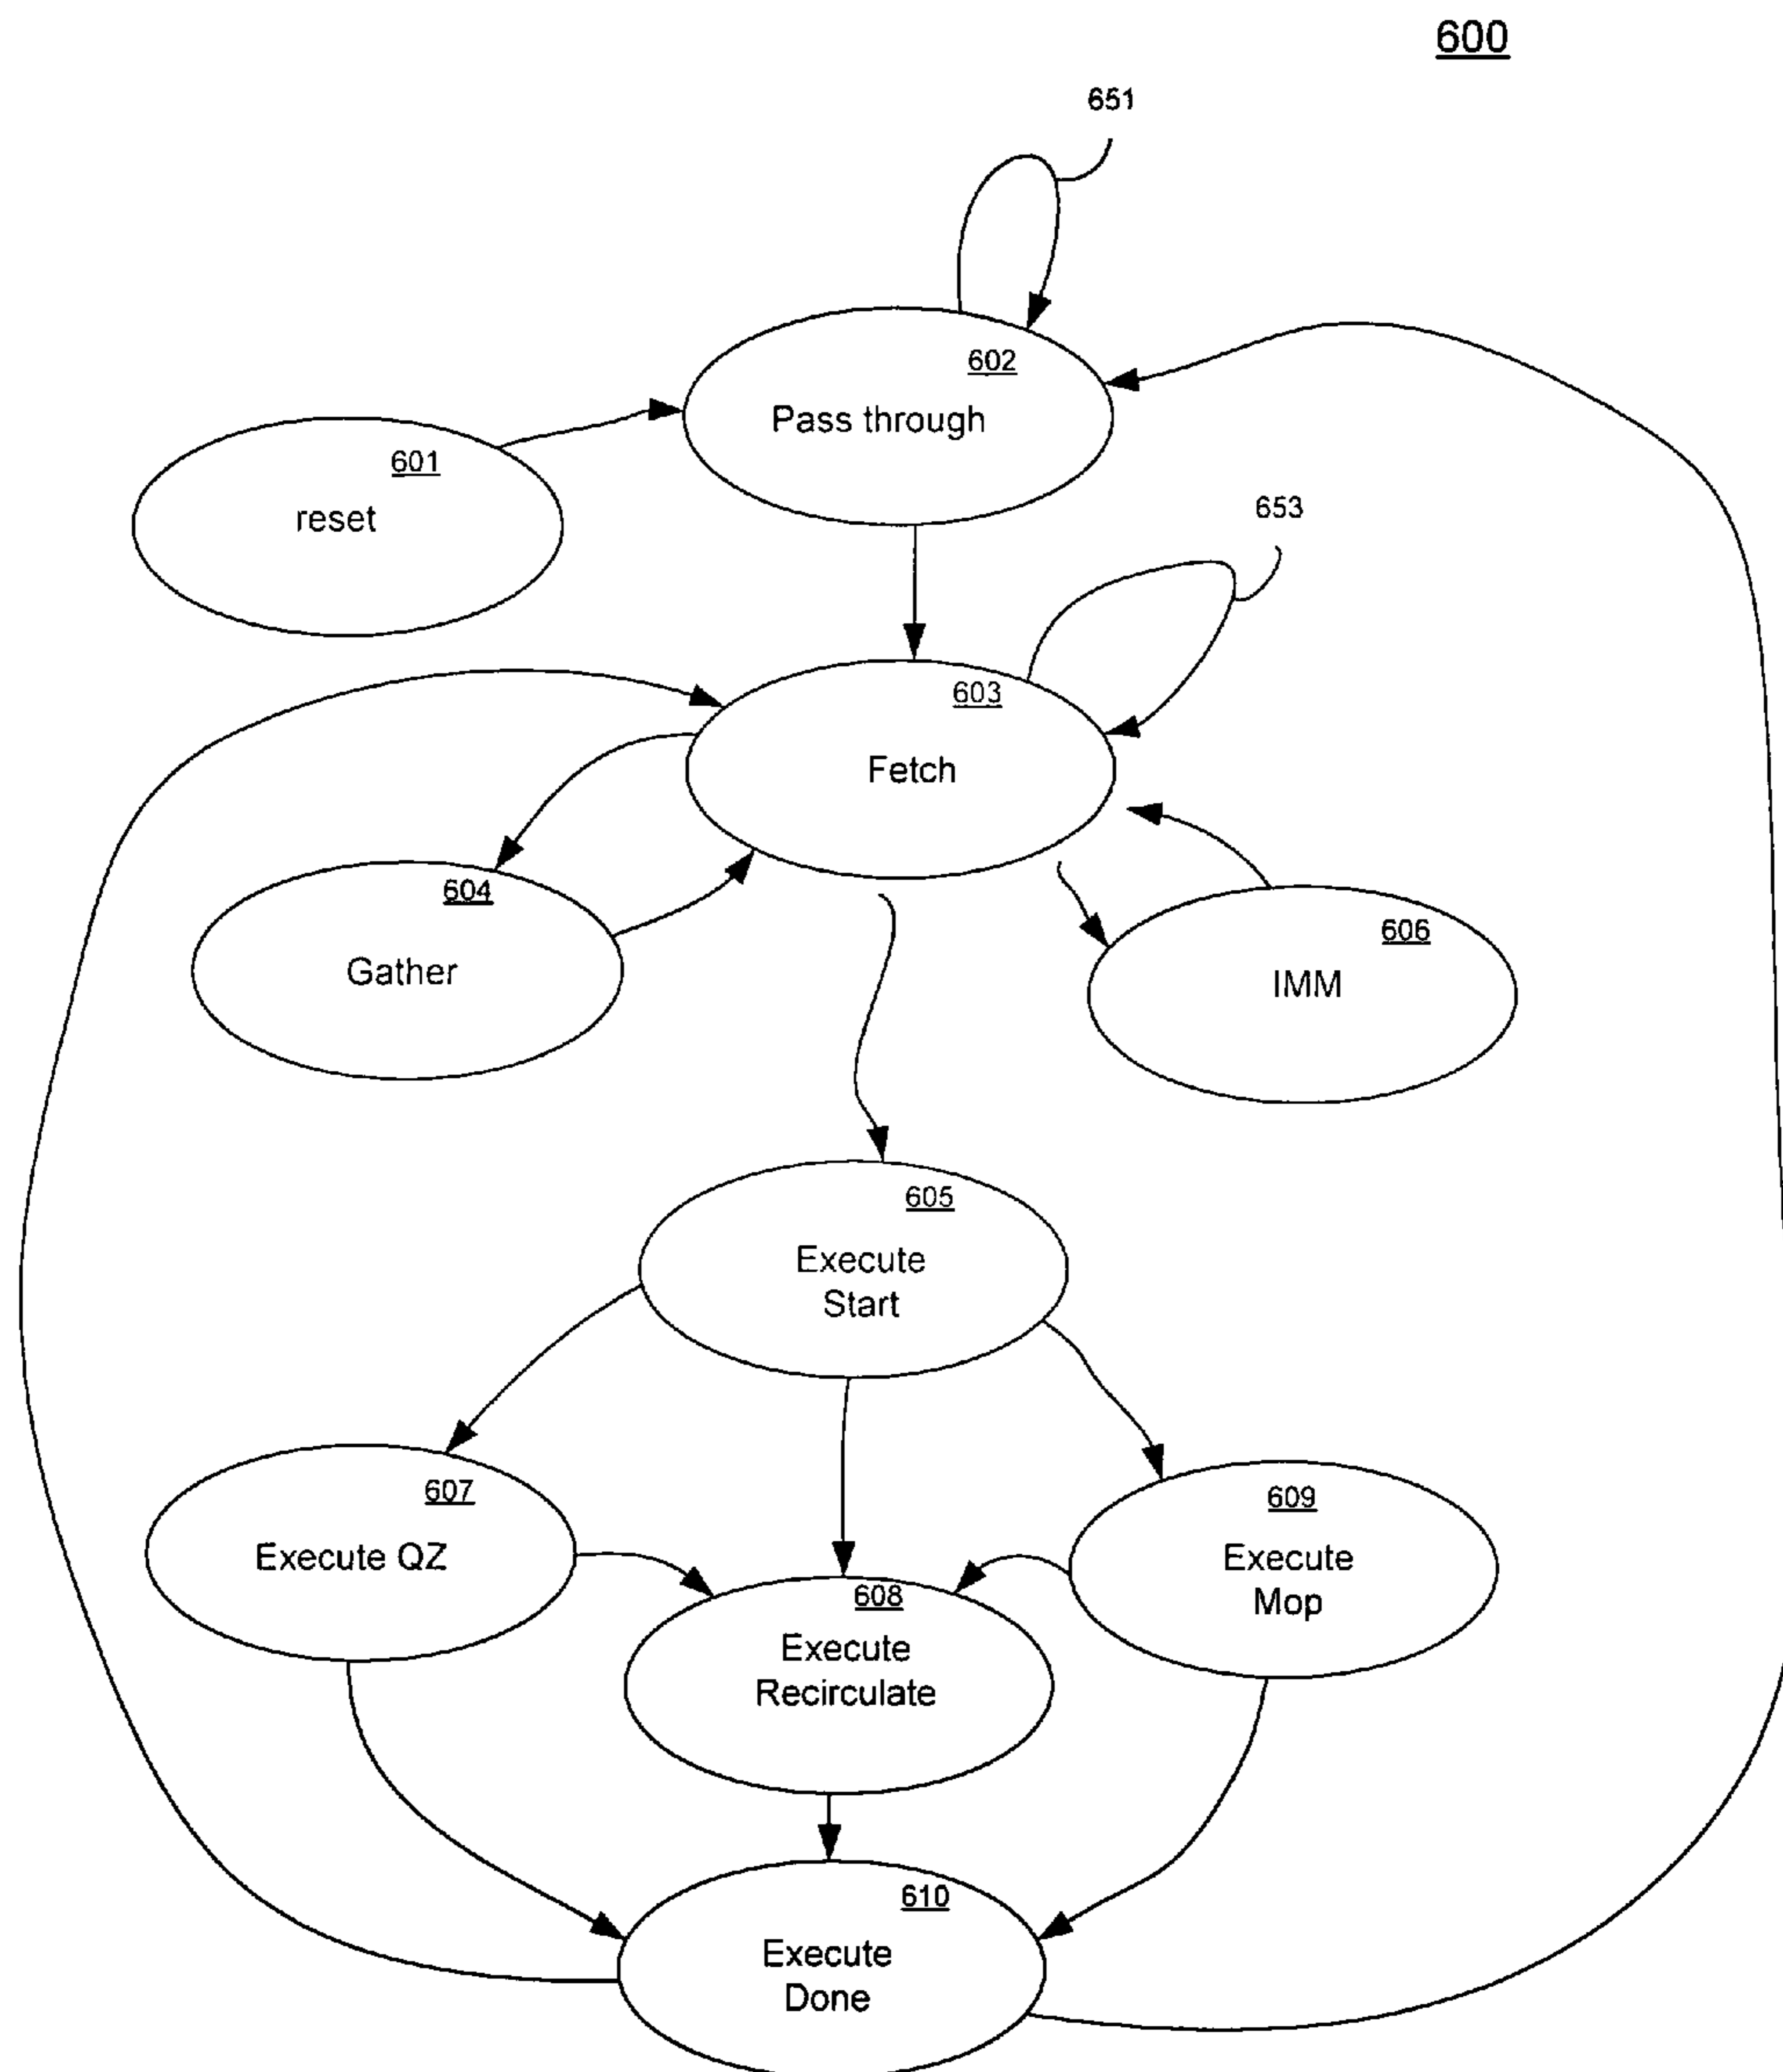 600
651
602
Pass through
601
reset
653
603
Fetch
604
Gather
606
IMM
605
Execute
Start
607
Execute QZ
609
Execute
Mop
608
Execute
Recirculate
610
Execute
Done